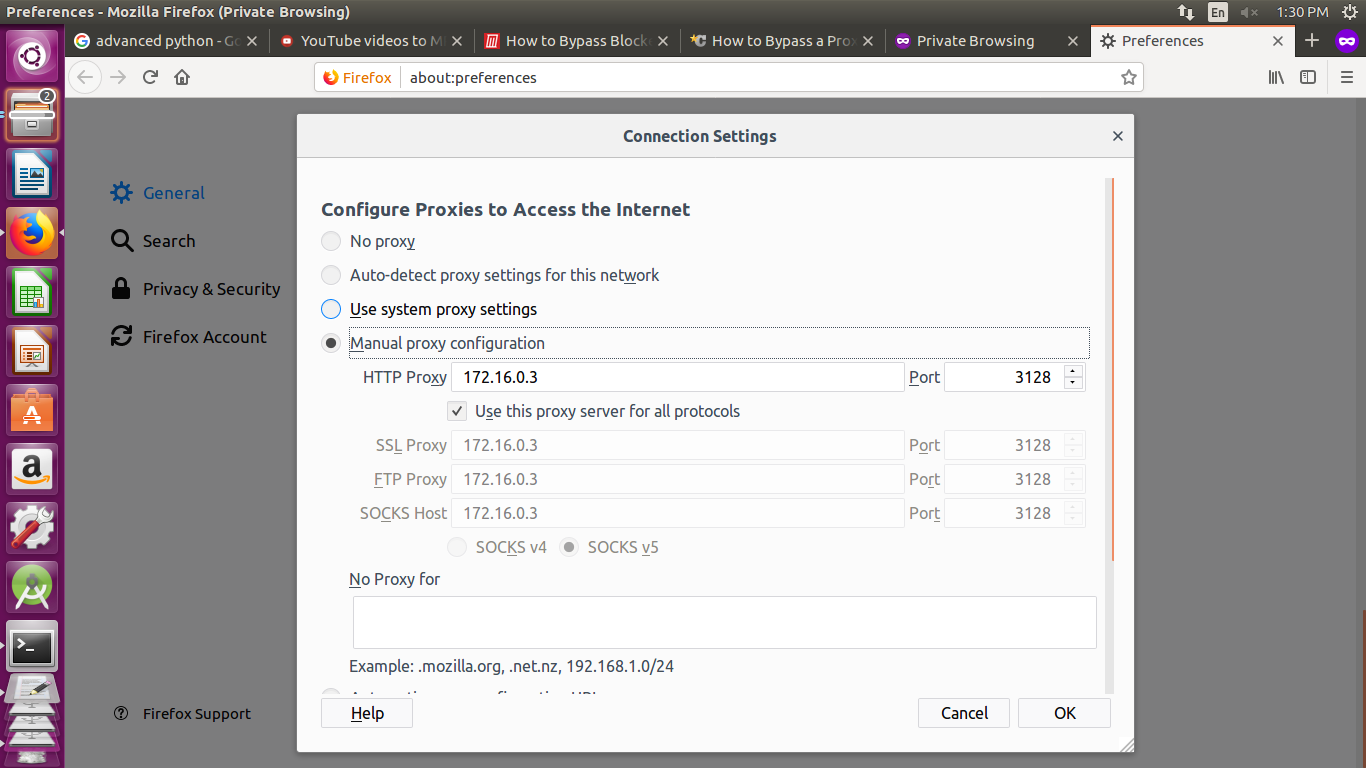 Preferences - Mozilla Firefox (Private Browsing)
En
1:30 PM
advanced python - Go
YouTube videos to M
How to Bypass Block
How to Bypass a Prox
Private Browsing
Preferences
2
Firefox
about:preferences
General
Search
Privacy & Security
Firefox Account
Firefox Support
Connection Settings
Configure Proxies to Access the Internet
No proxy
Auto-detect proxy settings for this network
Use system proxy settings
Manual proxy configuration
HTTP Proxy 172.16.0.3 Port 3128
Use this proxy server for all protocols
SSL Proxy 172.16.0.3 Port 3128
FTP Proxy 172.16.0.3 Port 3128
SOCKS Host 172.16.0.3 Port 3128
SOCKS v4 SOCKS v5
No Proxy for
Example: .mozilla.org, .net.nz, 192.168.1.0/24
Help
Cancel
OK